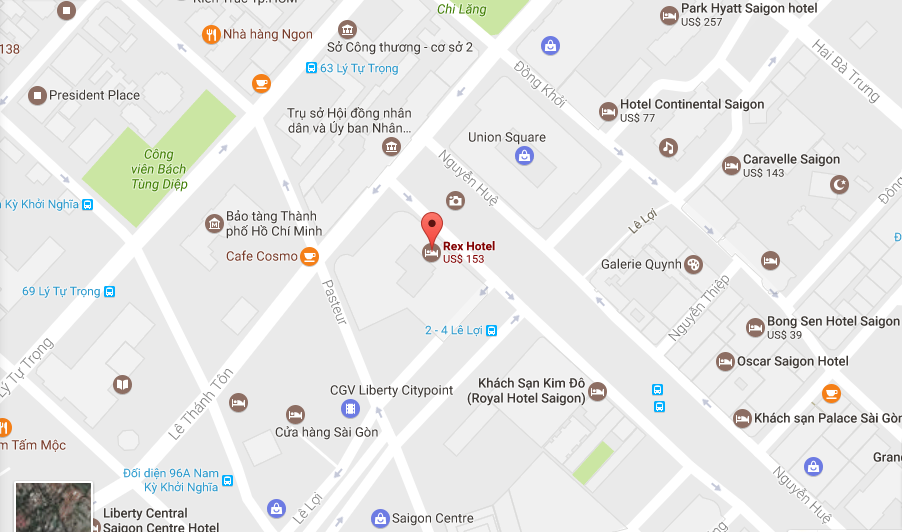 Kiến Trúc Tp.HCM
Chi Lăng
Park Hyatt Saigon hotel
US$ 257
Nhà hàng Ngon
138
Sở Công thương - cơ sở 2
63 Lý Tự Trọng
Hai Bà Trưng
Đồng Khởi
President Place
Hotel Continental Saigon
US$ 77
Trụ sở Hội đồng nhân
dân và Ủy ban Nhân...
Union Square
Công
viên Bách
Tùng Diệp
Nguyễn Huệ
Caravelle Saigon
US$ 143
Kỳ Khởi Nghĩa
Bảo tàng Thành
phố Hồ Chí Minh
Lê Lợi
Đồng
Rex Hotel
US$ 153
Cafe Cosmo
Galerie Quynh
69 Lý Tự Trọng
Pasteur
Nguyễn Thiệp
2 - 4 Lê Lợi
Bong Sen Hotel Saigon
US$ 39
Lý Tự Trọng
Oscar Saigon Hotel
Khách Sạn Kim Đô
(Royal Hotel Saigon)
CGV Liberty Citypoint
Lê Thánh Tôn
Cửa hàng Sài Gòn
Khách sạn Palace Sài Gòn
m Tấm Mộc
Grand
Đối diện 96A Nam
Kỳ Khởi Nghĩa
Nguyễn Huệ
Lê Lợi
Liberty Central
Saigon Centre Hotel
Saigon Centre